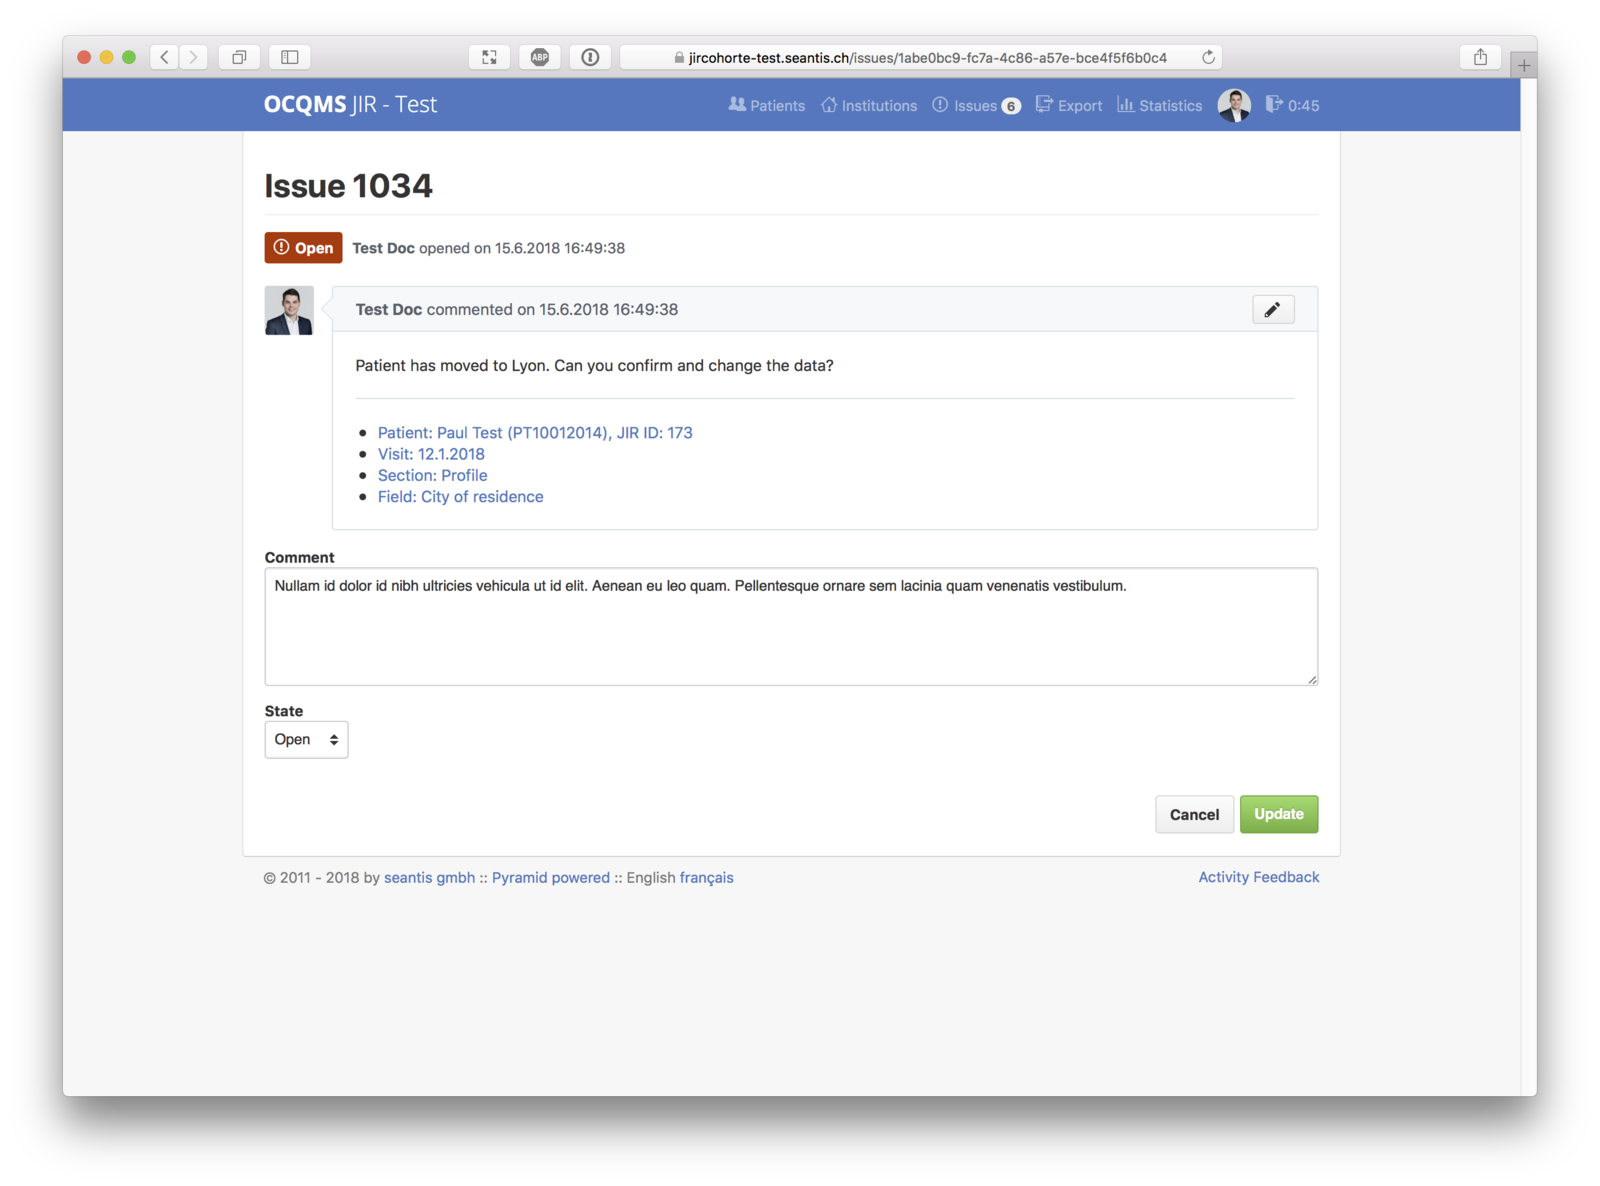 ABP
jircohorte-test.seantis.ch/issues/1abe0bc9-fc7a-4c86-a57e-bce4f5f6b0c4
OCQMS JIR - Test
Patients Institutions Issues 6 Export Statistics 0:45
Issue 1034
Open Test Doc opened on 15.6.2018 16:49:38
Test Doc commented on 15.6.2018 16:49:38
Patient has moved to Lyon. Can you confirm and change the data?
Patient: Paul Test (PT10012014), JIR ID: 173
Visit: 12.1.2018
Section: Profile
Field: City of residence
Comment
Nullam id dolor id nibh ultricies vehicula ut id elit. Aenean eu leo quam. Pellentesque ornare sem lacinia quam venenatis vestibulum.
State
Open
Cancel Update
© 2011 - 2018 by seantis gmbh :: Pyramid powered :: English français Activity Feedback